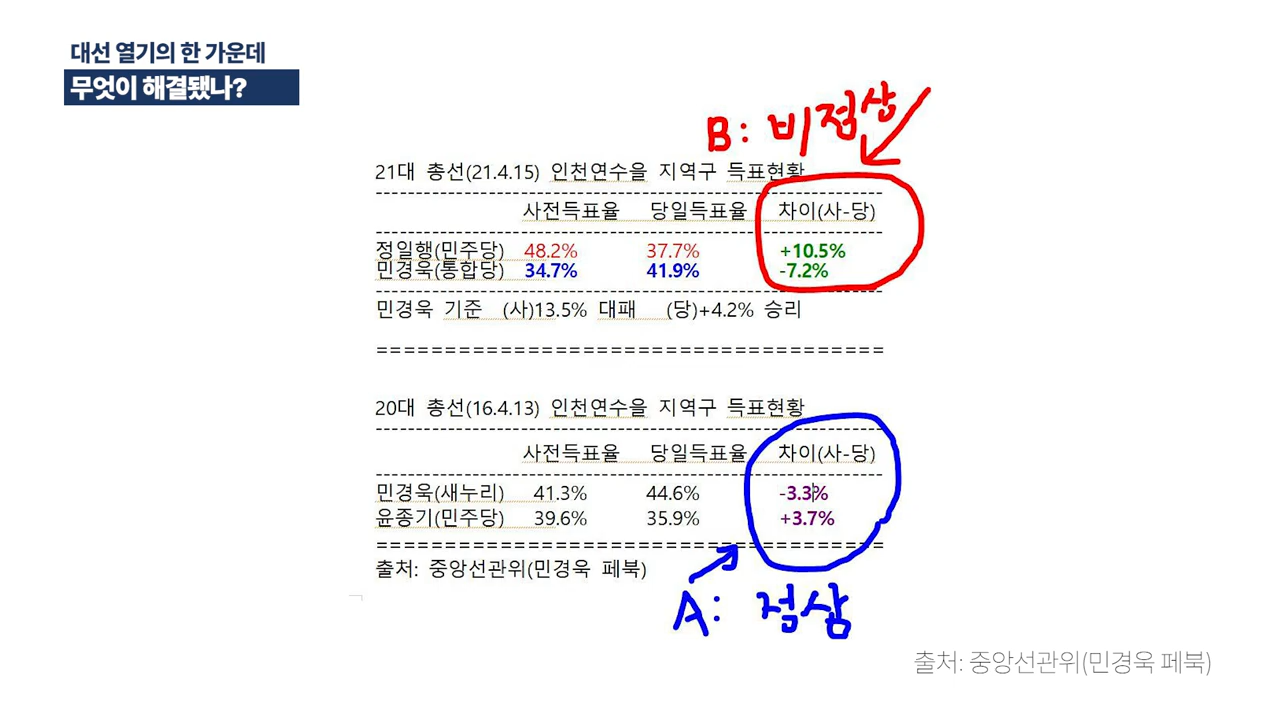 대선 열기의 한 가운데
무엇이 해결됐나?
B: 비점상
21대 총선(21.4.15) 인천연수을 지역구 득표현황
사전득표율 당일득표율 차이(사-당)
정일행(민주당) 48.2% 37.7% +10.5%
민경욱(통합당) 34.7% 41.9% -7.2%
민경욱 기준 (사)13.5% 대패 (당)+4.2% 승리
====================================
20대 총선(16.4.13) 인천연수을 지역구 득표현황
사전득표율 당일득표율 차이(사-당)
민경욱(새누리) 41.3% 44.6% -3.3%
윤종기(민주당) 39.6% 35.9% +3.7%
====================================
출처: 중앙선관위(민경욱 페북)
A: 점상
출처: 중앙선관위(민경욱 페북)